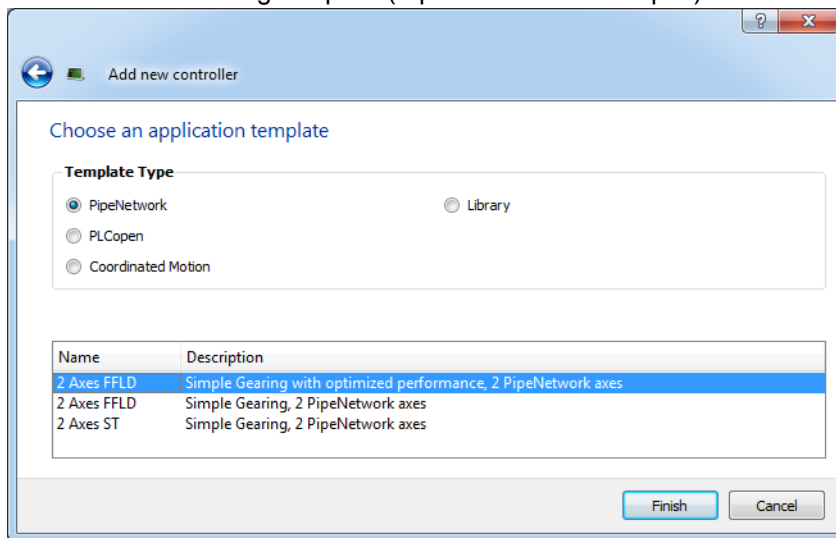 Add new controller
Choose an application template
Template Type
PipeNetwork
Library
PLCopen
Coordinated Motion
Name Description
2 Axes FFLD Simple Gearing with optimized performance, 2 PipeNetwork axes
2 Axes FFLD Simple Gearing, 2 PipeNetwork axes
2 Axes ST Simple Gearing, 2 PipeNetwork axes
Finish Cancel